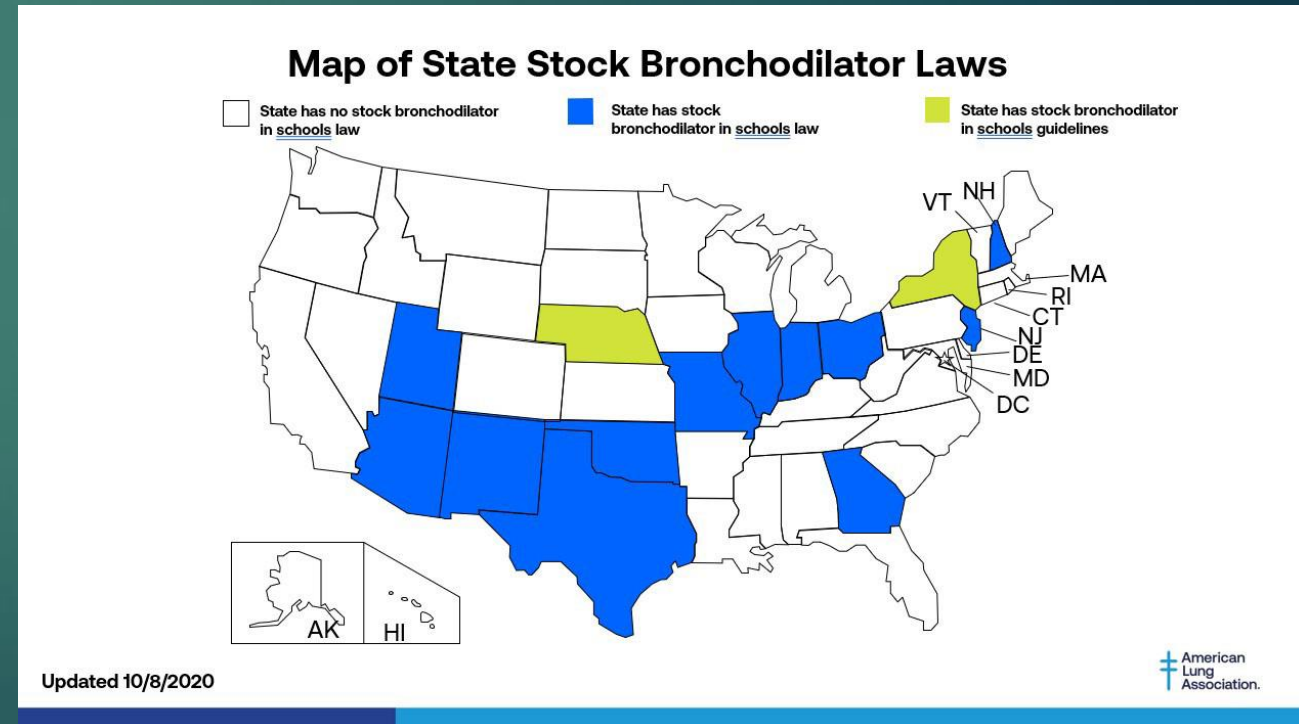 Map of State Stock Bronchodilator Laws
State has no stock bronchodilator
in schools law
State has stock
bronchodilator in schools law
State has stock bronchodilator
in schools guidelines
VT
NH
MA
RI
CT
NJ
DE
MD
DC
AK
HI
Updated 10/8/2020
American
Lung
Association.